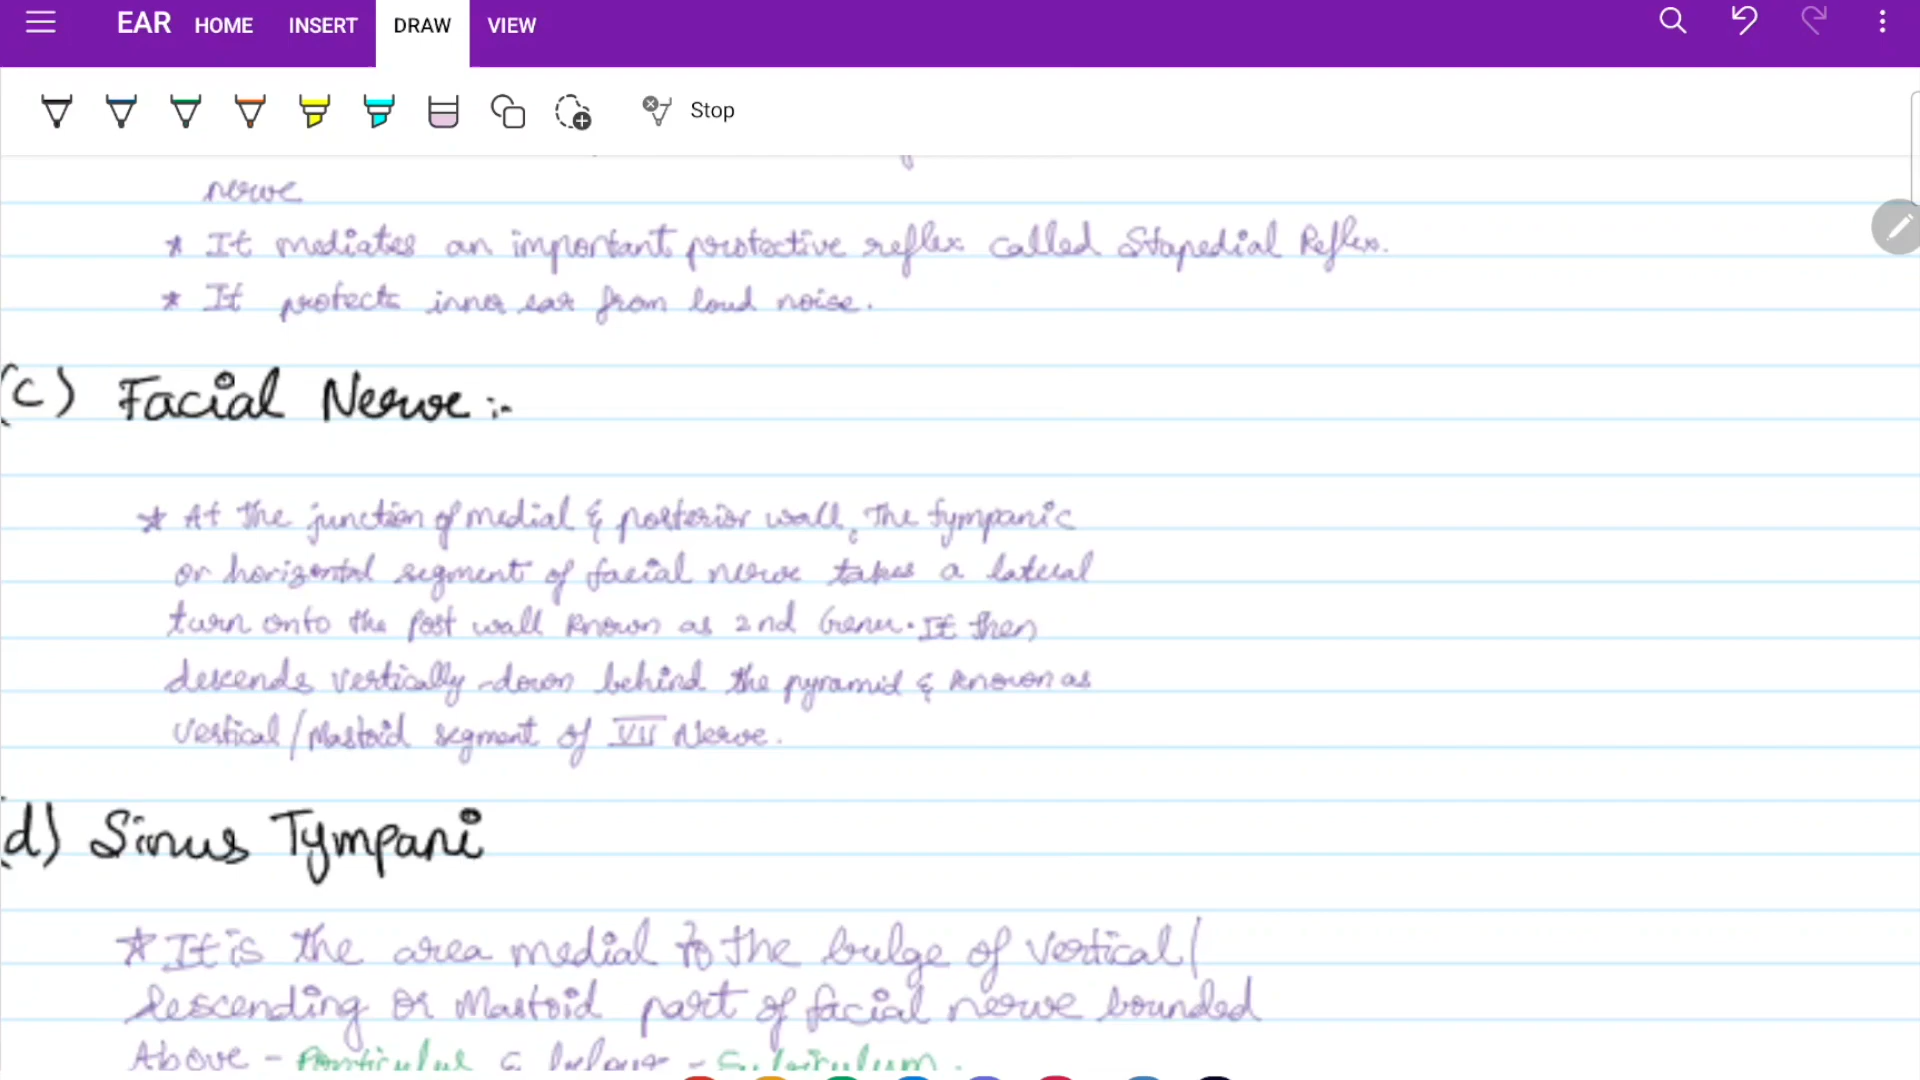 EAR HOME INSERT DRAW VIEW
Stop
nerve
* It mediates an important protective reflex called Stapedial Reflex.
* It protects inner ear from loud noise.
(c) Facial Nerve :-
* At the junction of medial & posterior wall, The tympanic
or horizontal segment of facial nerve takes a lateral
turn onto the post wall known as 2nd Genu. It then
descends vertically down behind the pyramid & known as
Vertical/Mastoid segment of VII Nerve.
(d) Sinus Tympani
* It is the area medial to the bulge of vertical/
descending or Mastoid part of facial nerve bounded
Above - Ponticulus & below - Subiculum.